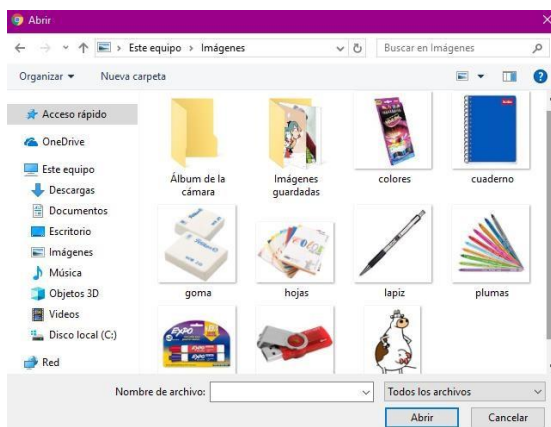 Abrir
Este equipo > Imágenes
Buscar en Imágenes
Organizar
Nueva carpeta
Acceso rápido
OneDrive
Este equipo
Descargas
Documentos
Escritorio
Imágenes
Música
Objetos 3D
Videos
Disco local (C:)
Red
Álbum de la cámara
Imágenes guardadas
colores
cuaderno
goma
hojas
lapiz
plumas
EXPO
Nombre de archivo:
Todos los archivos
Abrir
Cancelar